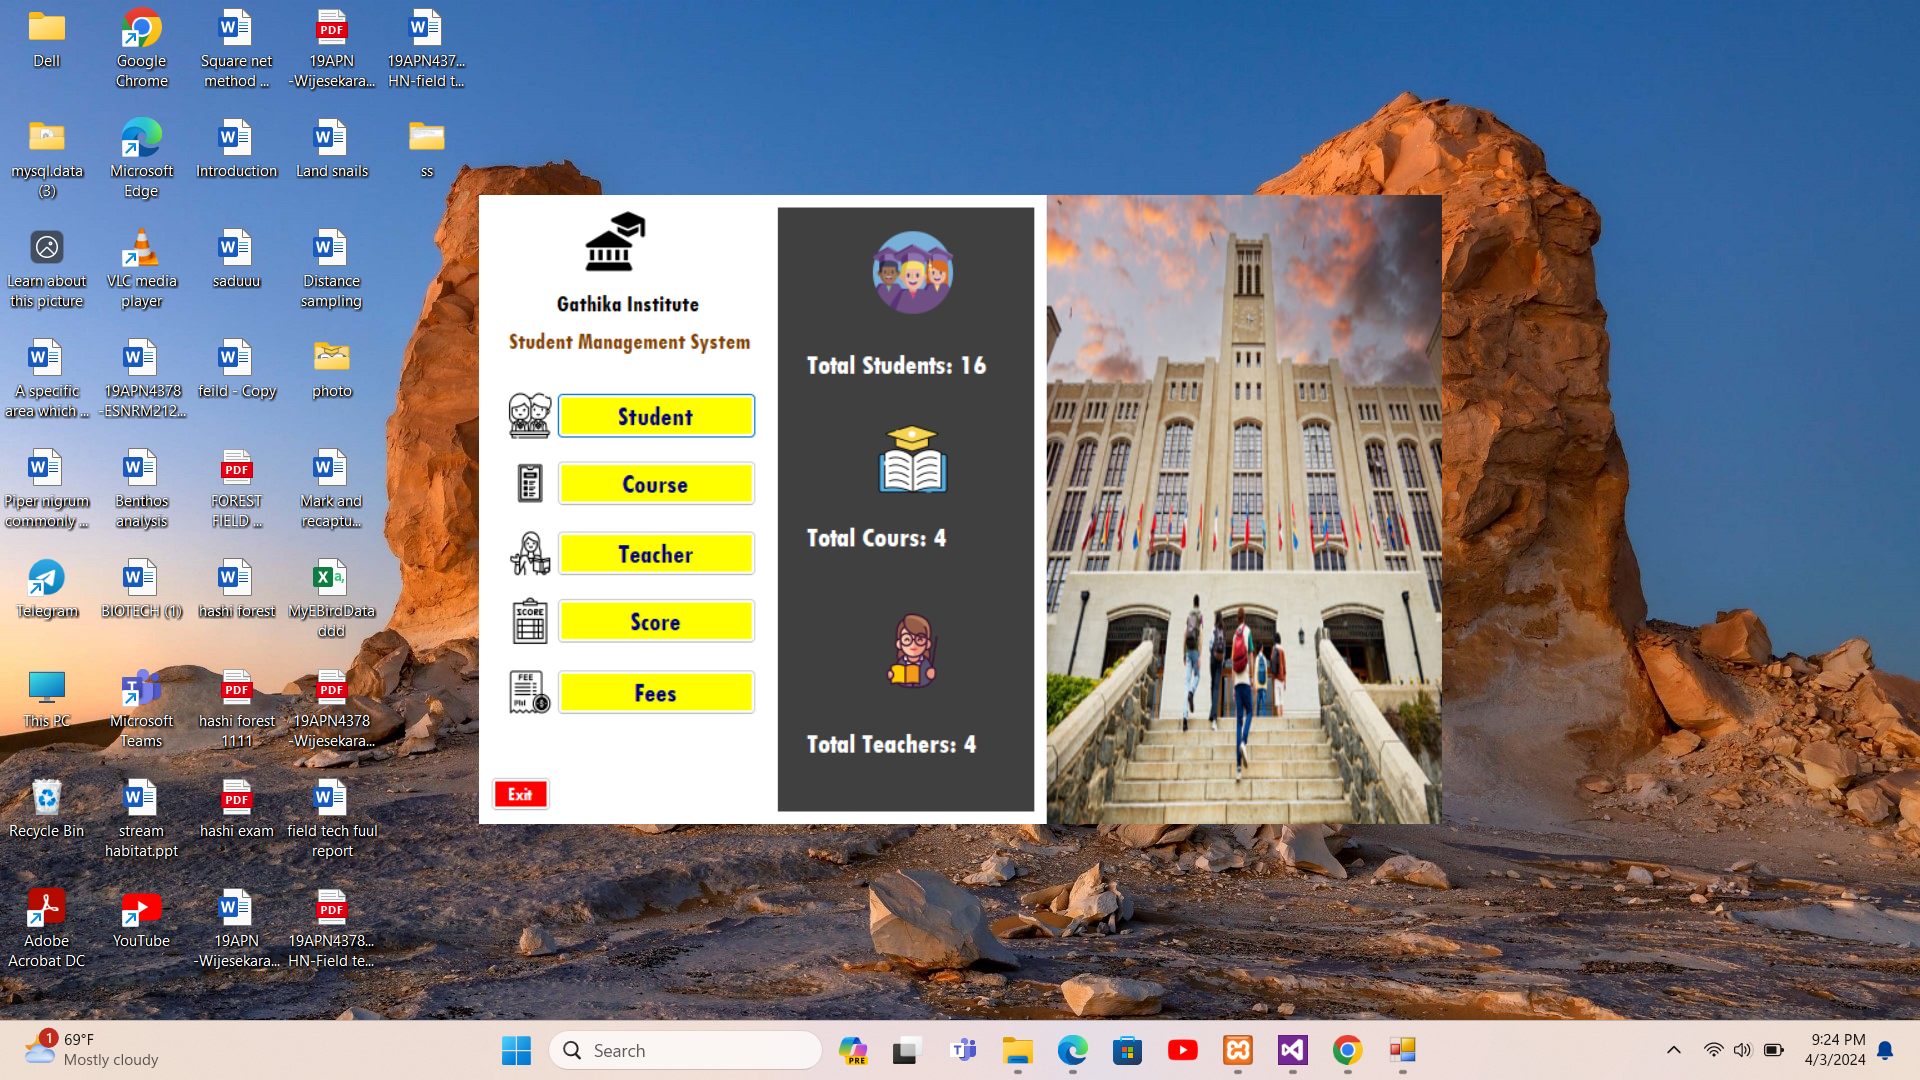 Dell
Google
Chrome
Square net
method ...
PDF
19APN
-Wijesekara...
19APN437...
HN-field t...
mysql.data
(3)
Microsoft
Edge
Introduction
Land snails
ss
Learn about
this picture
VLC media
player
saduuu
Distance
sampling
A specific
area which ...
19APN4378
-ESNRM212...
feild - Copy
photo
Piper nigrum
commonly ...
Benthos
analysis
PDF
FOREST
FIELD ...
Mark and
recaptu...
Telegram
BIOTECH (1)
hashi forest
MyEBirdData
ddd
This PC
Microsoft
Teams
PDF
hashi forest
1111
PDF
19APN4378
-Wijesekara...
Recycle Bin
stream
habitat.ppt
PDF
hashi exam
field tech fuul
report
Adobe
Acrobat DC
YouTube
19APN
-Wijesekara...
PDF
19APN4378...
HN-Field te...
Gathika Institute
Student Management System
Student
Course
Teacher
SCORE
Score
FEE
Fees
Exit
Total Students: 16
Total Cours: 4
Total Teachers: 4
1
69°F
Mostly cloudy
Search
PRE
9:24 PM
4/3/2024